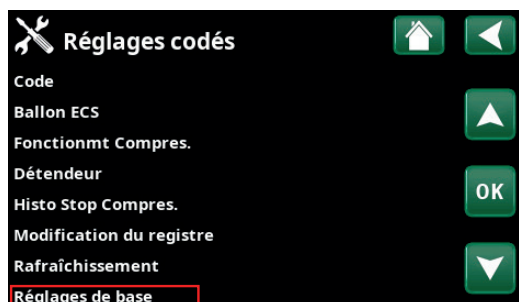 Réglages codés
Code
Ballon ECS
Fonctionmt Compres.
Détendeur
OK
Histo Stop Compres.
Modification du registre
Rafraîchissement
Réglages de base